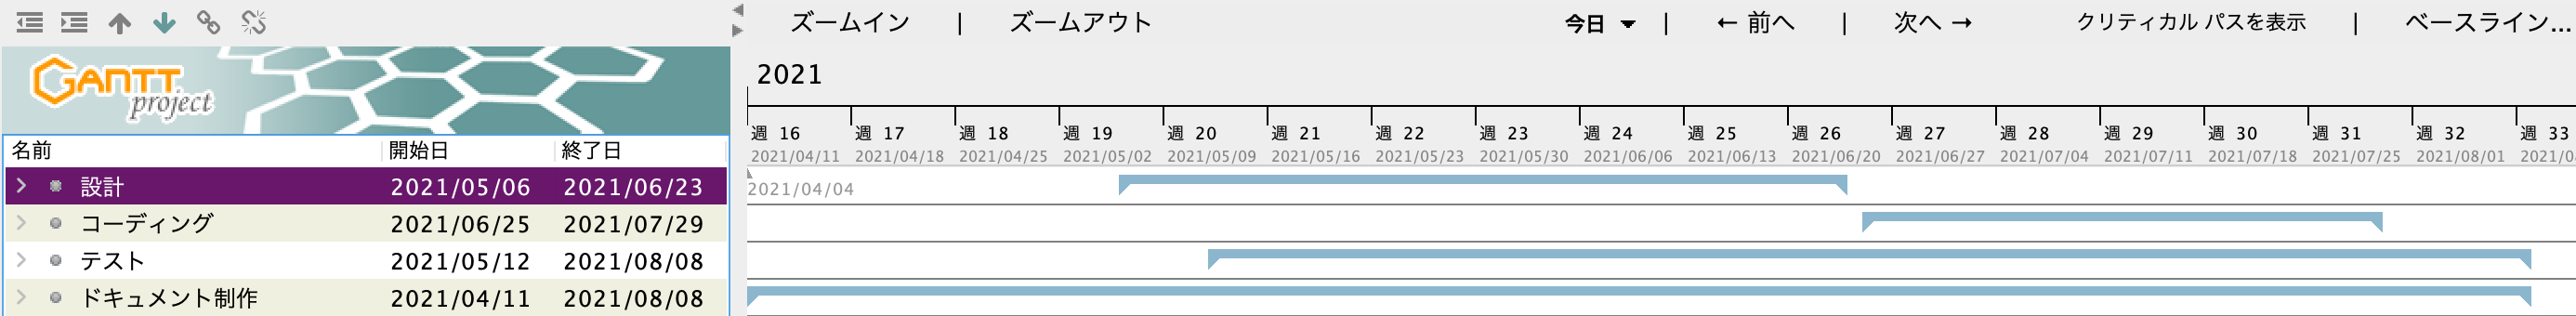 ズームイン | ズームアウト 今日 | ← 前へ | 次へ → クリティカル パスを表示 | ベースライン...
GANTT
project
2021
週 16 週 17 週 18 週 19 週 20 週 21 週 22 週 23 週 24 週 25 週 26 週 27 週 28 週 29 週 30 週 31 週 32 週 33
2021/04/11 2021/04/18 2021/04/25 2021/05/02 2021/05/09 2021/05/16 2021/05/23 2021/05/30 2021/06/06 2021/06/13 2021/06/20 2021/06/27 2021/07/04 2021/07/11 2021/07/18 2021/07/25 2021/08/01 2021/0
名前 開始日 終了日
設計 2021/05/06 2021/06/23
2021/04/04
コーディング 2021/06/25 2021/07/29
テスト 2021/05/12 2021/08/08
ドキュメント制作 2021/04/11 2021/08/08